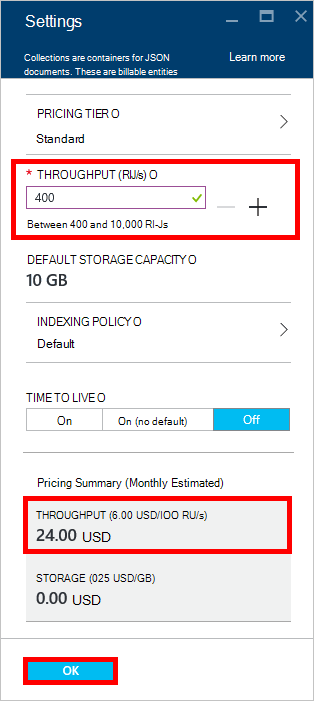 Settings
Collections are containers for JSON
documents. These are billable entities
Learn more
PRICING TIER O
Standard
* THROUGHPUT (RIJ/s) O
400
Between 400 and 10,000 RI-Js
DEFAULT STORAGE CAPACITY O
10 GB
INDEXING POLICY O
Default
TIME TO LIVE O
On On (no default) Off
Pricing Summary (Monthly Estimated)
THROUGHPUT (6.00 USD/IOO RU/s)
24.00 USD
STORAGE (025 USD/GB)
0.00 USD
OK